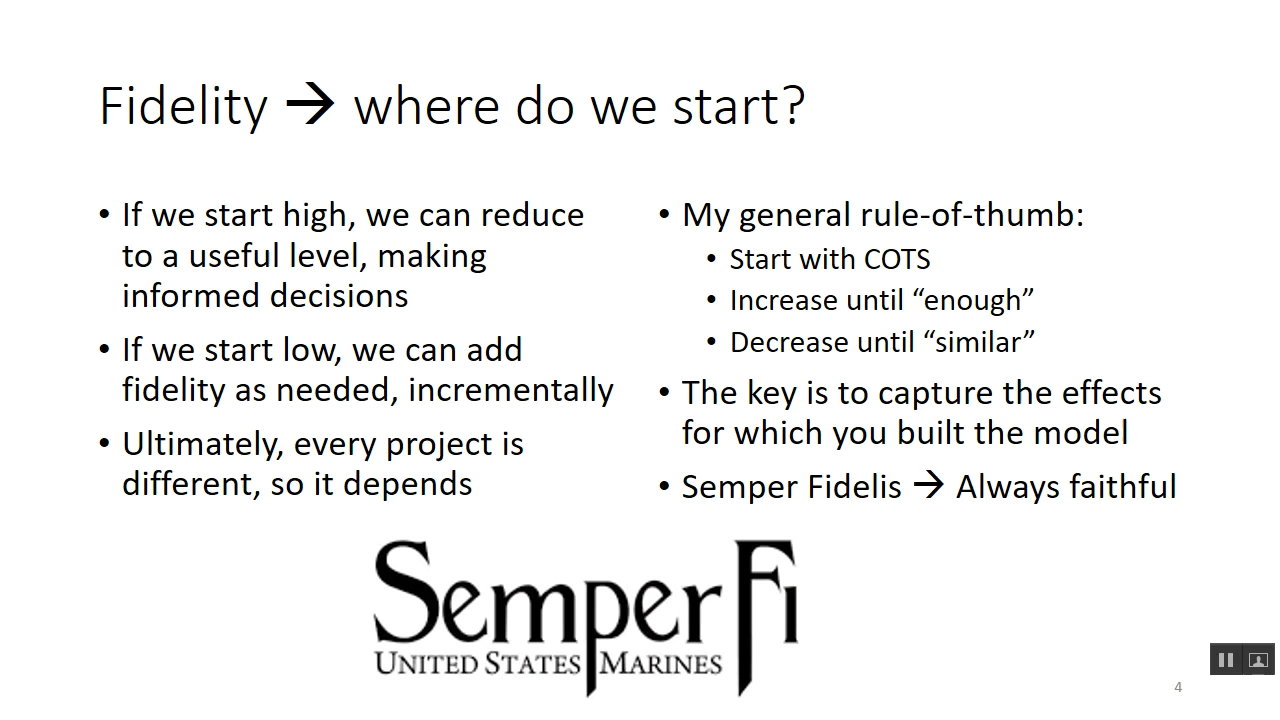 Fidelity → where do we start?
• If we start high, we can reduce
to a useful level, making
informed decisions
• If we start low, we can add
fidelity as needed, incrementally
• Ultimately, every project is
different, so it depends
• My general rule-of-thumb:
• Start with COTS
• Increase until “enough”
• Decrease until “similar”
• The key is to capture the effects
for which you built the model
• Semper Fidelis → Always faithful
Semper Fi
United States Marines
4